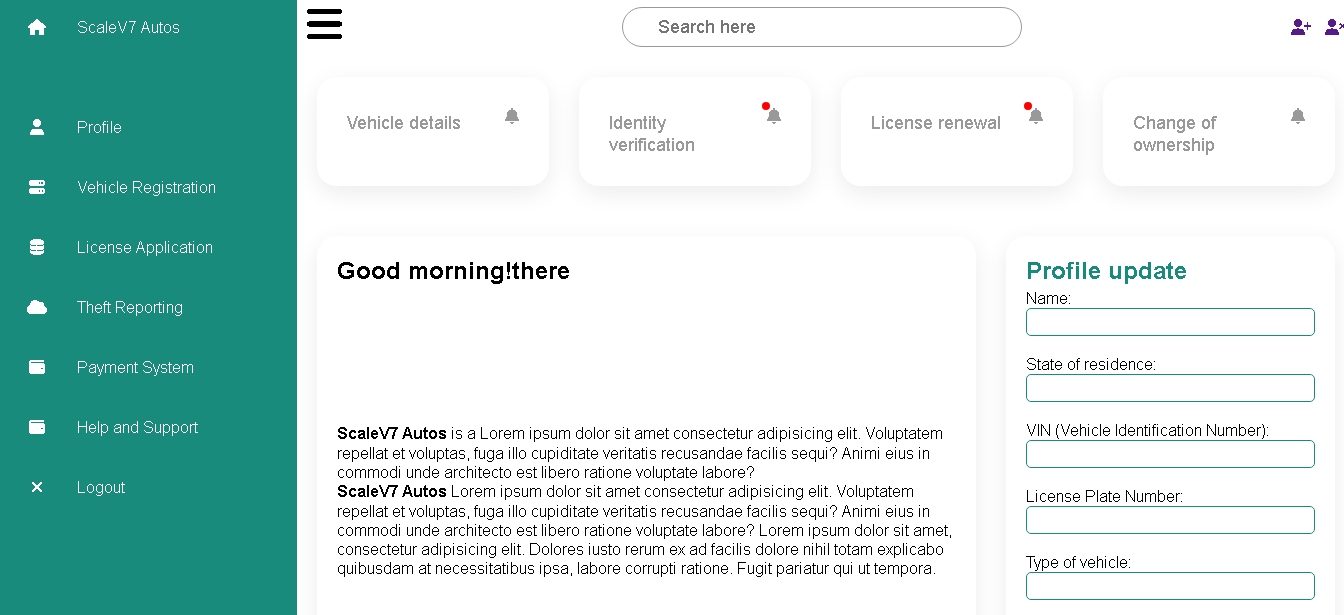 ScaleV7 Autos
Search here
Profile
Vehicle Registration
License Application
Theft Reporting
Payment System
Help and Support
Logout
Vehicle details
Identity
verification
License renewal
Change of
ownership
Good morning!there
ScaleV7 Autos is a Lorem ipsum dolor sit amet consectetur adipisicing elit. Voluptatem
repellat et voluptas, fuga illo cupiditate veritatis recusandae facilis sequi? Animi eius in
commodi unde architecto est libero ratione voluptate labore?
ScaleV7 Autos Lorem ipsum dolor sit amet consectetur adipisicing elit. Voluptatem
repellat et voluptas, fuga illo cupiditate veritatis recusandae facilis sequi? Animi eius in
commodi unde architecto est libero ratione voluptate labore? Lorem ipsum dolor sit amet,
consectetur adipisicing elit. Dolores iusto rerum ex ad facilis dolore nihil totam explicabo
quibusdam at necessitatibus ipsa, labore corrupti ratione. Fugit pariatur qui ut tempora.
Profile update
Name:
State of residence:
VIN (Vehicle Identification Number):
License Plate Number:
Type of vehicle: